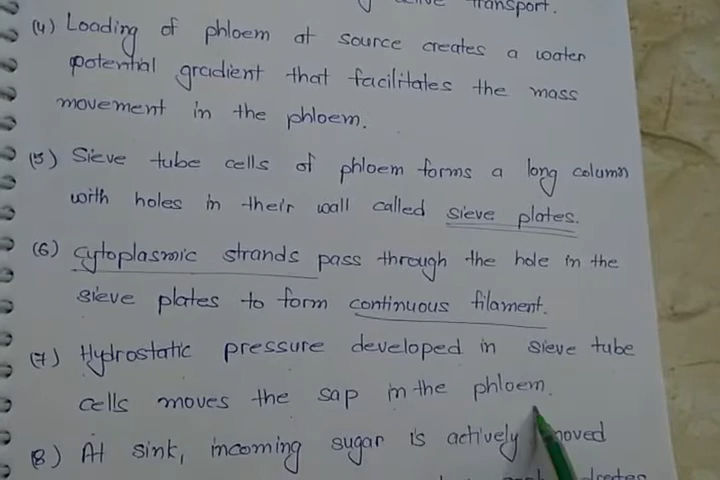 transport.
(4) Loading of phloem at source creates a water
potential gradient that facilitates the mass
movement in the phloem.
(5) Sieve tube cells of phloem forms a long column
with holes in their wall called sieve plates.
(6) Cytoplasmic strands pass through the hole in the
sieve plates to form continuous filament.
(7) Hydrostatic pressure developed in sieve tube
cells moves the sap in the phloem.
(8) At sink, incoming sugar is actively moved